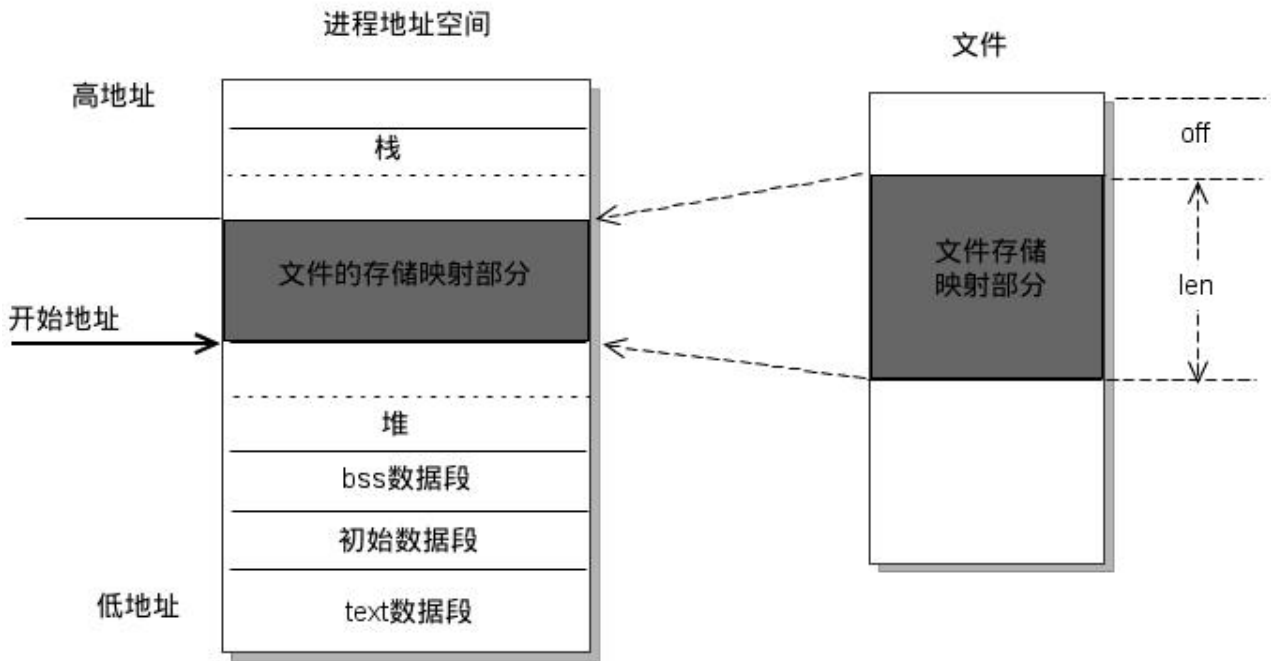 进程地址空间
文件
高地址
栈
off
文件的存储映射部分
文件存储
映射部分
len
开始地址
堆
bss数据段
初始数据段
低地址
text数据段